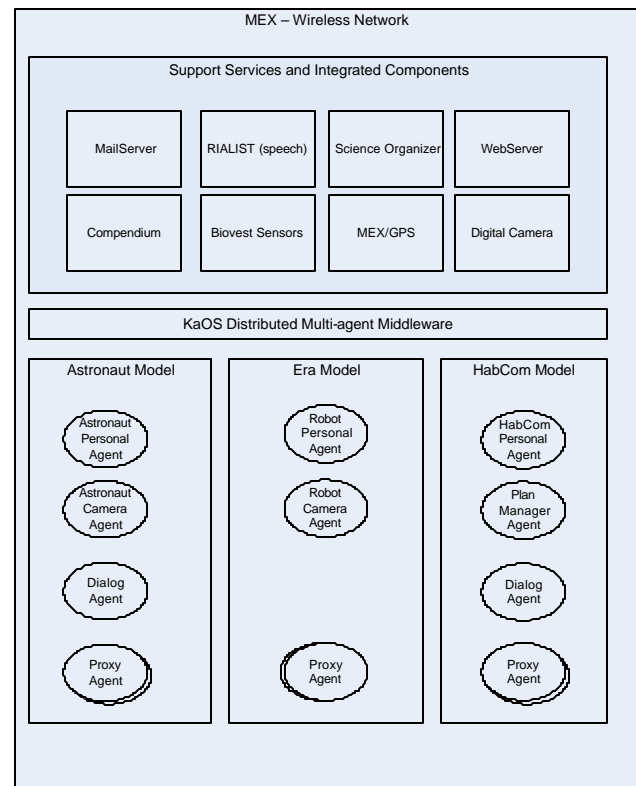 MEX – Wireless Network
Support Services and Integrated Components
MailServer
RIALIST (speech)
Science Organizer
WebServer
Compendium
Biovest Sensors
MEX/GPS
Digital Camera
KaOS Distributed Multi-agent Middleware
Astronaut Model
Astronaut
Personal
Agent
Astronaut
Camera
Agent
Dialog
Agent
Proxy
Agent
Era Model
Robot
Personal
Agent
Robot
Camera
Agent
Proxy
Agent
HabCom Model
HabCom
Personal
Agent
Plan
Manager
Agent
Dialog
Agent
Proxy
Agent